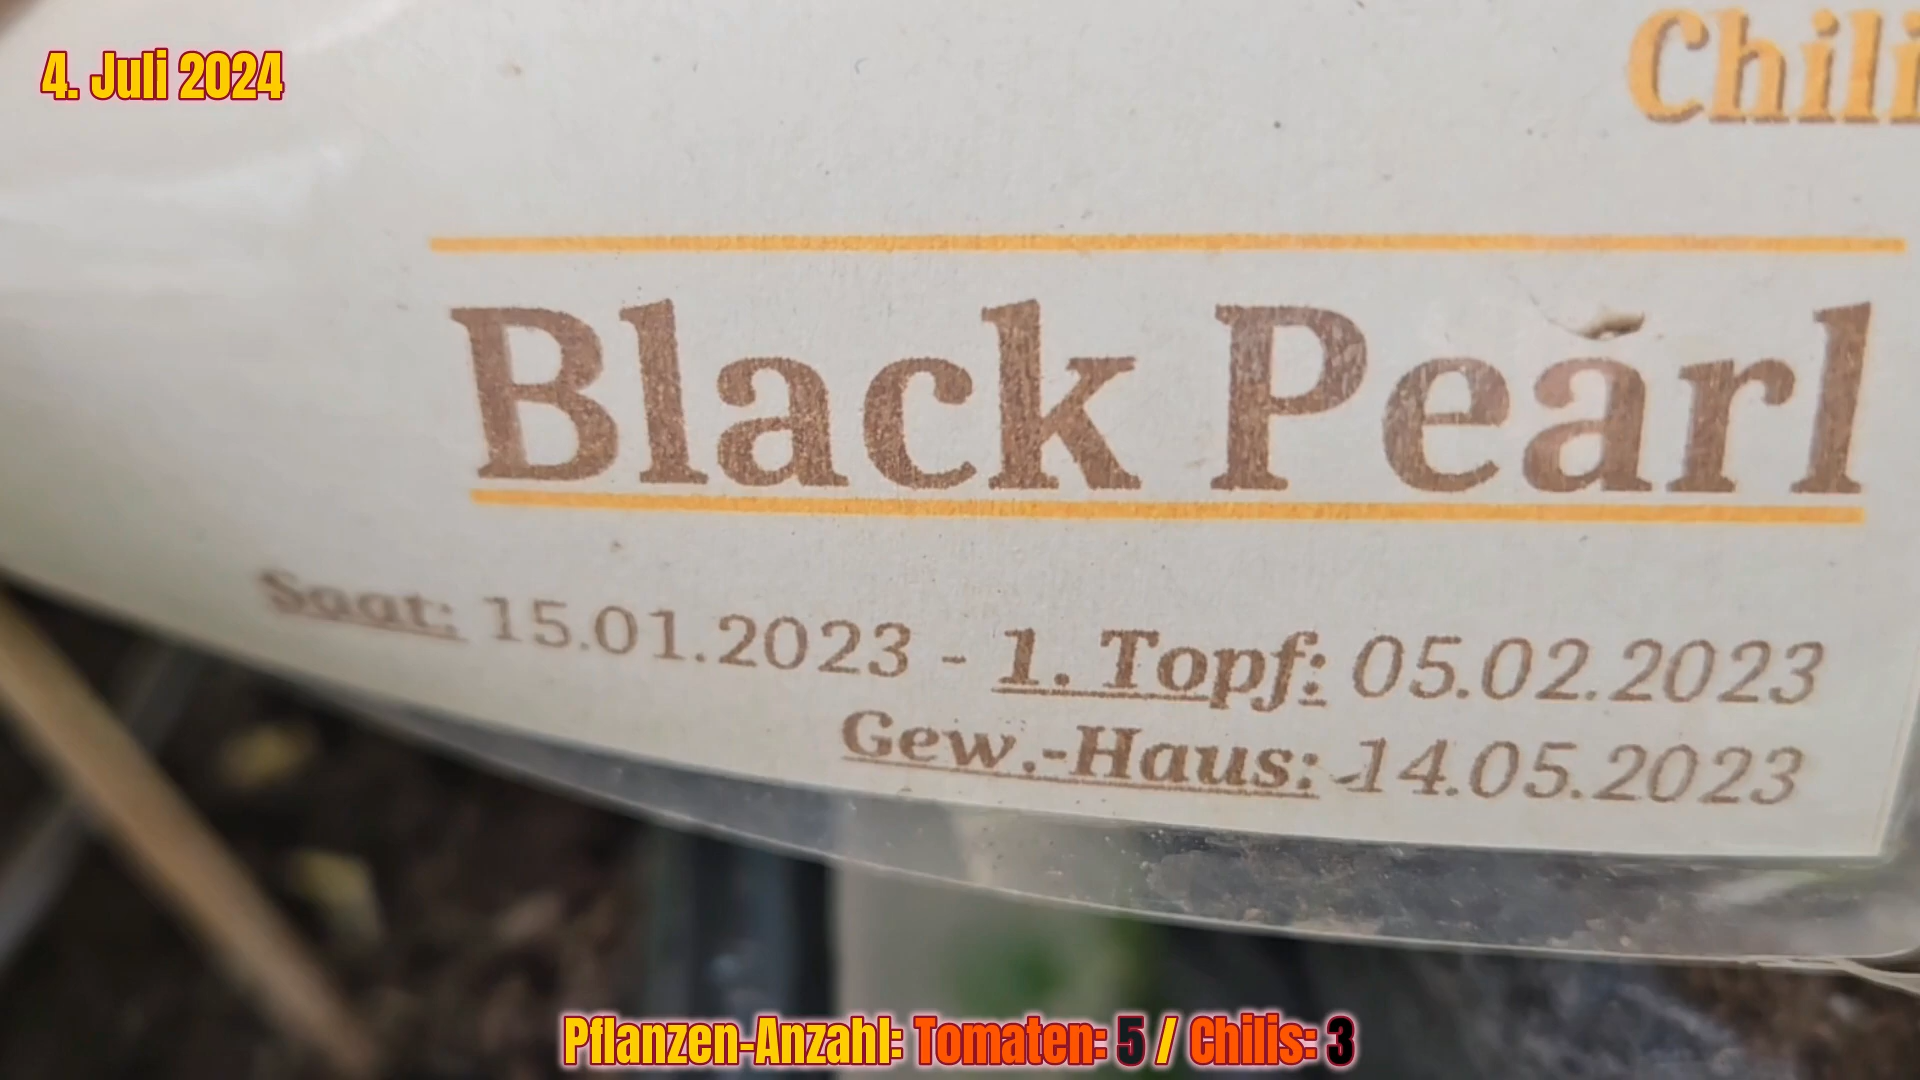 4. Juli 2024
Chili
Black Pearl
Saat: 15.01.2023 - 1. Topf: 05.02.2023
Gew.-Haus: 14.05.2023
Pflanzen-Anzahl: Tomaten: 5 / Chilis: 3